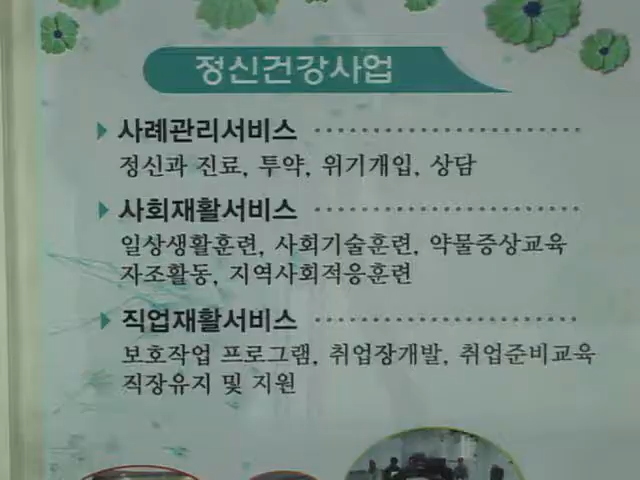 정신건강사업
사례관리서비스
정신과 진료, 투약, 위기개입, 상담
사회재활서비스
일상생활훈련, 사회기술훈련, 약물증상교육
자조활동, 지역사회적응훈련
직업재활서비스
보호작업 프로그램, 취업장개발, 취업준비교육
직장유지 및 지원